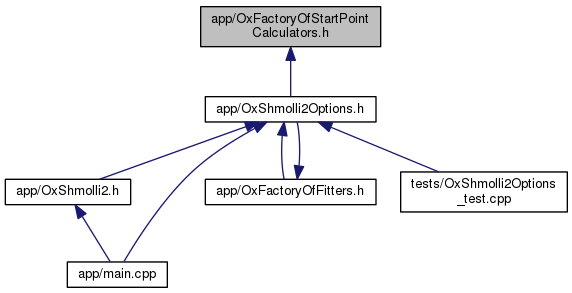 app/OxFactoryOfStartPoint
Calculators.h
app/OxShmolli2Options.h
app/OxShmolli2.h
app/OxFactoryOfFitters.h
tests/OxShmolli2Options
_test.cpp
app/main.cpp